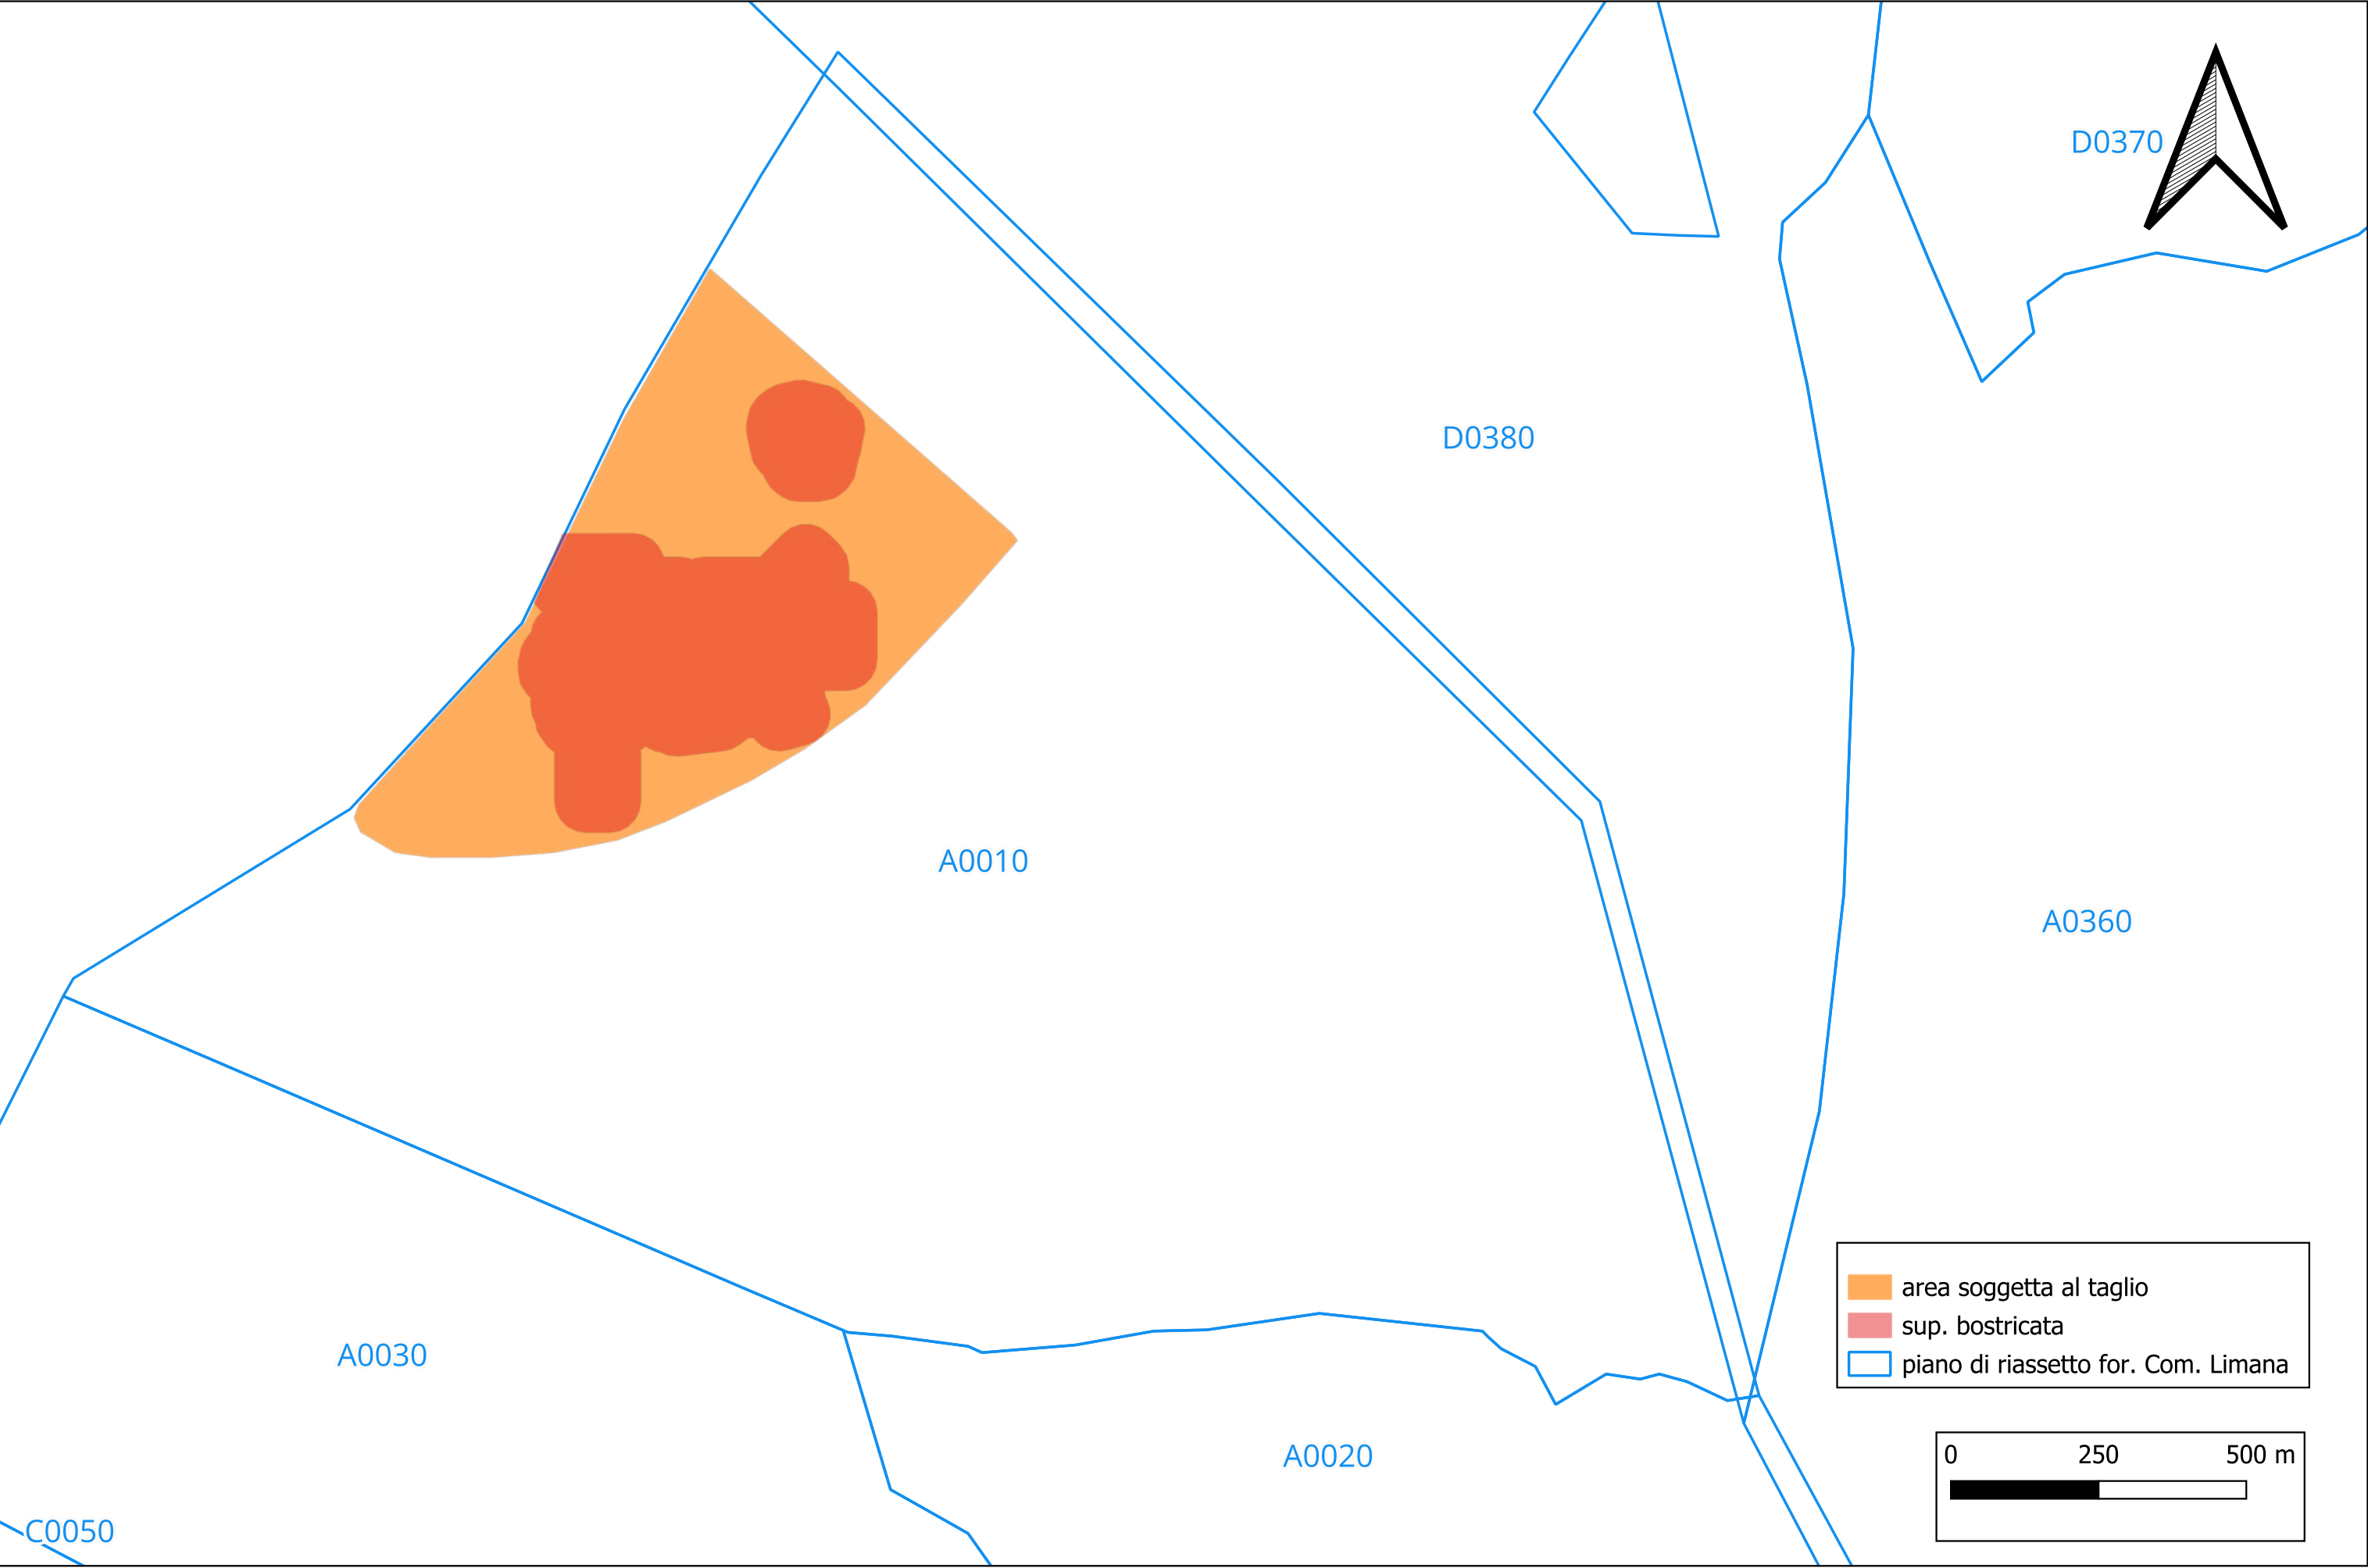 D0370
D0380
A0010
A0360
area soggetta al taglio
sup. bostricata
piano di riassetto for. Com. Limana
A0030
A0020
0 250 500 m
C0050